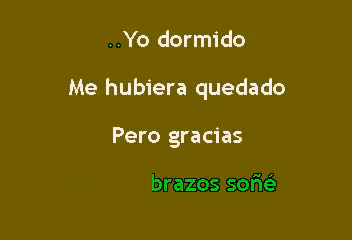 ..Yo dormido
Me hubiera quedado
Pero gracias
brazos soñé